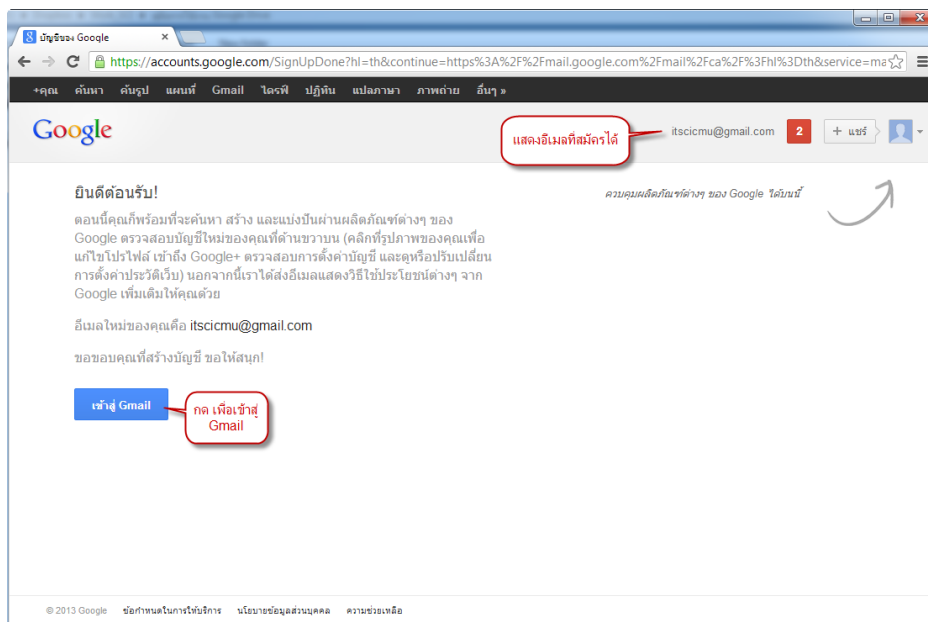 บัญชีของ Google
https://accounts.google.com/SignUpDone?hl=th&continue=https%3A%2F%2Fmail.google.com%2Fmail%2Fca%2F%3Fhl%3Dth&service=ma
+คุณ ค้นหา ค้นรูป แผนที่ Gmail ไดรฟ์ ปฏิทิน แปลภาษา ภาพถ่าย อื่นๆ »
Google
แสดงอีเมลที่สมัครได้
itscicmu@gmail.com 2 + แชร์
ยินดีต้อนรับ!
ควบคุมผลิตภัณฑ์ต่างๆ ของ Google ได้บนนี้
ตอนนี้คุณก็พร้อมที่จะค้นหา สร้าง และแบ่งปันผ่านผลิตภัณฑ์ต่างๆ ของ
Google ตรวจสอบบัญชีใหม่ของคุณที่ด้านขวาบน (คลิกที่รูปภาพของคุณเพื่อ
แก้ไขโปรไฟล์ เข้าถึง Google+ ตรวจสอบการตั้งค่าบัญชี และดูหรือปรับเปลี่ยน
การตั้งค่าประวัติเว็บ) นอกจากนี้เราได้ส่งอีเมลแสดงวิธีใช้ประโยชน์ต่างๆ จาก
Google เพิ่มเติมให้คุณด้วย
อีเมลใหม่ของคุณคือ itscicmu@gmail.com
ขอขอบคุณที่สร้างบัญชี ขอให้สนุก!
เข้าสู่ Gmail
กด เพื่อเข้าสู่
Gmail
© 2013 Google ข้อกำหนดในการให้บริการ นโยบายข้อมูลส่วนบุคคล ความช่วยเหลือ